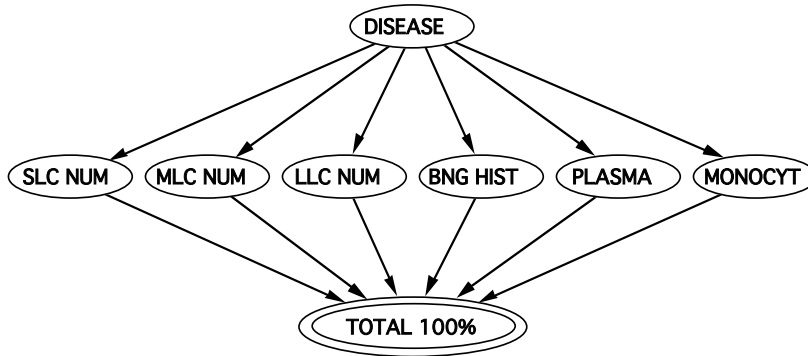 DISEASE
SLC NUM MLC NUM LLC NUM BNG HIST PLASMA MONOCYT
TOTAL 100%